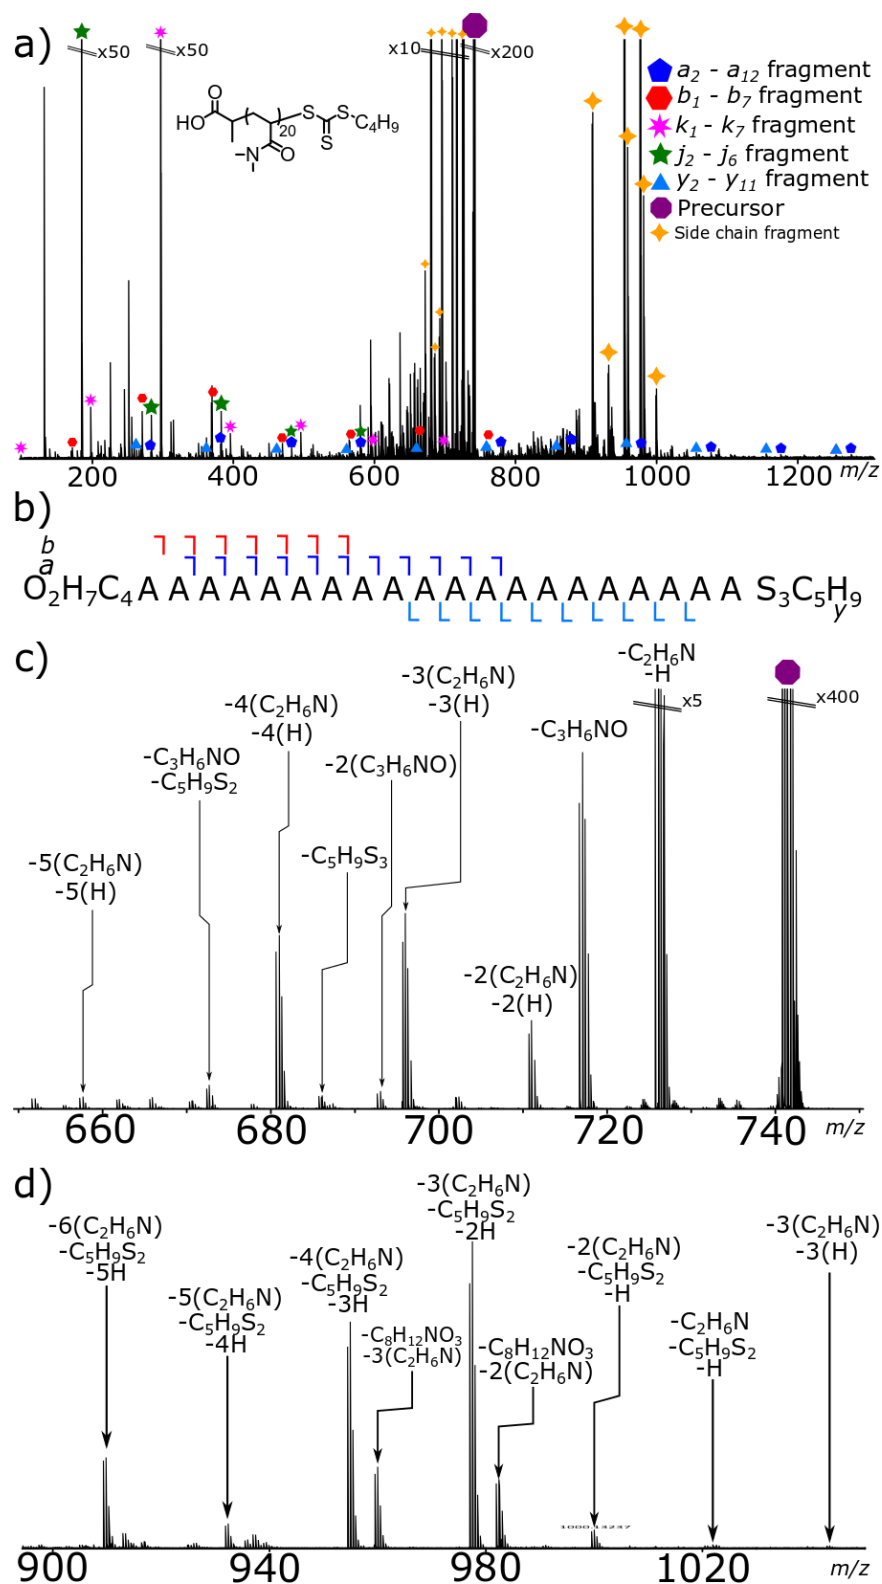 a)
x50
x50
x10
x200
O
HO
20
S
S
C4H9
S
N
O
a2 - a12 fragment
b1 - b7 fragment
k1 - k7 fragment
j2 - j6 fragment
y2 - y11 fragment
Precursor
Side chain fragment
200
400
600
800
1000
1200
m/z
b)
b
a
O2H7C4 A A A A A A A A A A A A A A A A A A A A S3C5H9
y
c)
-C2H6N
-H
x5
x400
-3(C2H6N)
-3(H)
-4(C2H6N)
-4(H)
-C3H6NO
-C3H6NO
-C5H9S2
-2(C3H6NO)
-C5H9S3
-5(C2H6N)
-5(H)
-2(C2H6N)
-2(H)
660
680
700
720
740
m/z
d)
-3(C2H6N)
-C5H9S2
-2H
-6(C2H6N)
-C5H9S2
-5H
-3(C2H6N)
-3(H)
-4(C2H6N)
-C5H9S2
-3H
-2(C2H6N)
-C5H9S2
-H
-5(C2H6N)
-C5H9S2
-4H
-C8H12NO3
-3(C2H6N)
-C8H12NO3
-2(C2H6N)
-C2H6N
-C5H9S2
-H
1000.13237
900
940
980
1020
m/z